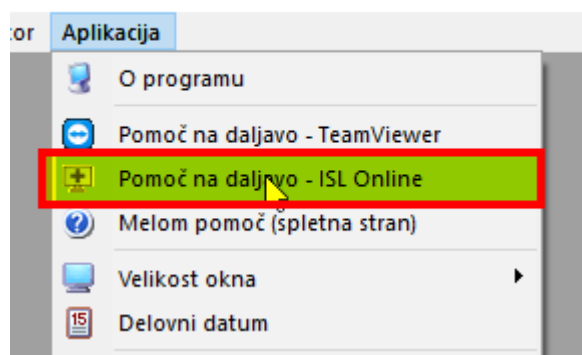 tor Aplikacija
O programu
Pomoč na daljavo - TeamViewer
Pomoč na daljavo - ISL Online
Melom pomoč (spletna stran)
Velikost okna
15 Delovni datum